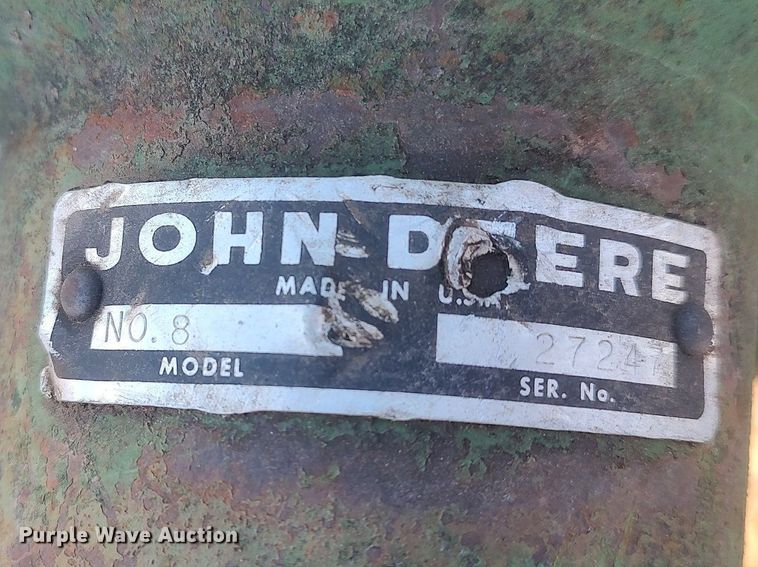 JOHN DEERE
MADE IN U.S.A.
NO. 8 27247
MODEL SER. No.
Purple Wave Auction